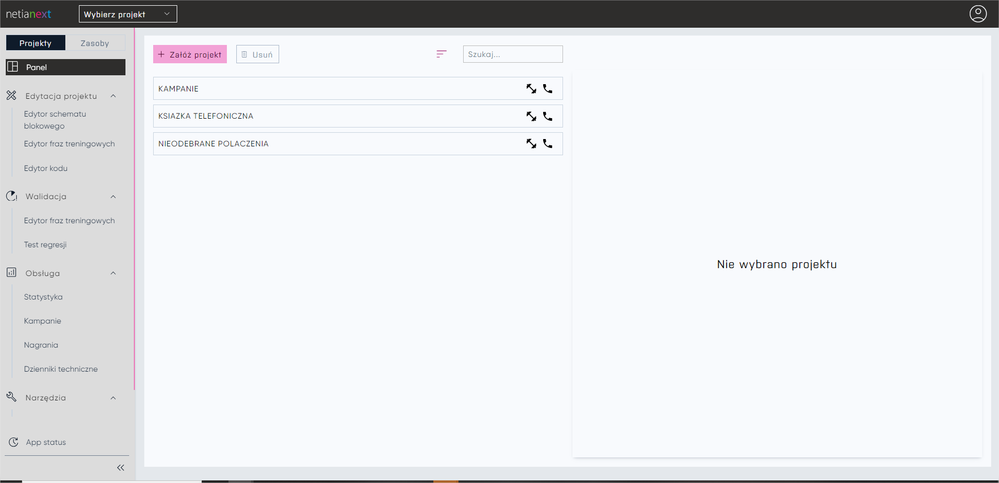 netianext
Wybierz projekt
Projekty
Zasoby
Panel
Edytacja projektu
Edytor schematu
blokowego
Edytor fraz treningowych
Edytor kodu
Walidacja
Edytor fraz treningowych
Test regresji
Obsługa
Statystyka
Kampanie
Nagrania
Dzienniki techniczne
Narzędzia
App status
+ Załóż projekt
Usuń
Szukaj...
KAMPANIE
KSIAZKA TELEFONICZNA
NIEODEBRANE POLACZENIA
Nie wybrano projektu